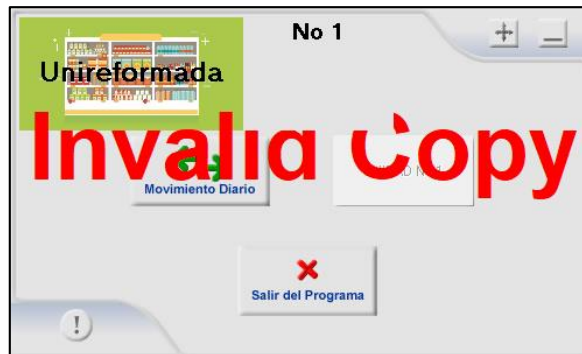 No 1
Unireformada
Invalid Copy
Movimiento Diario
Salir del Programa